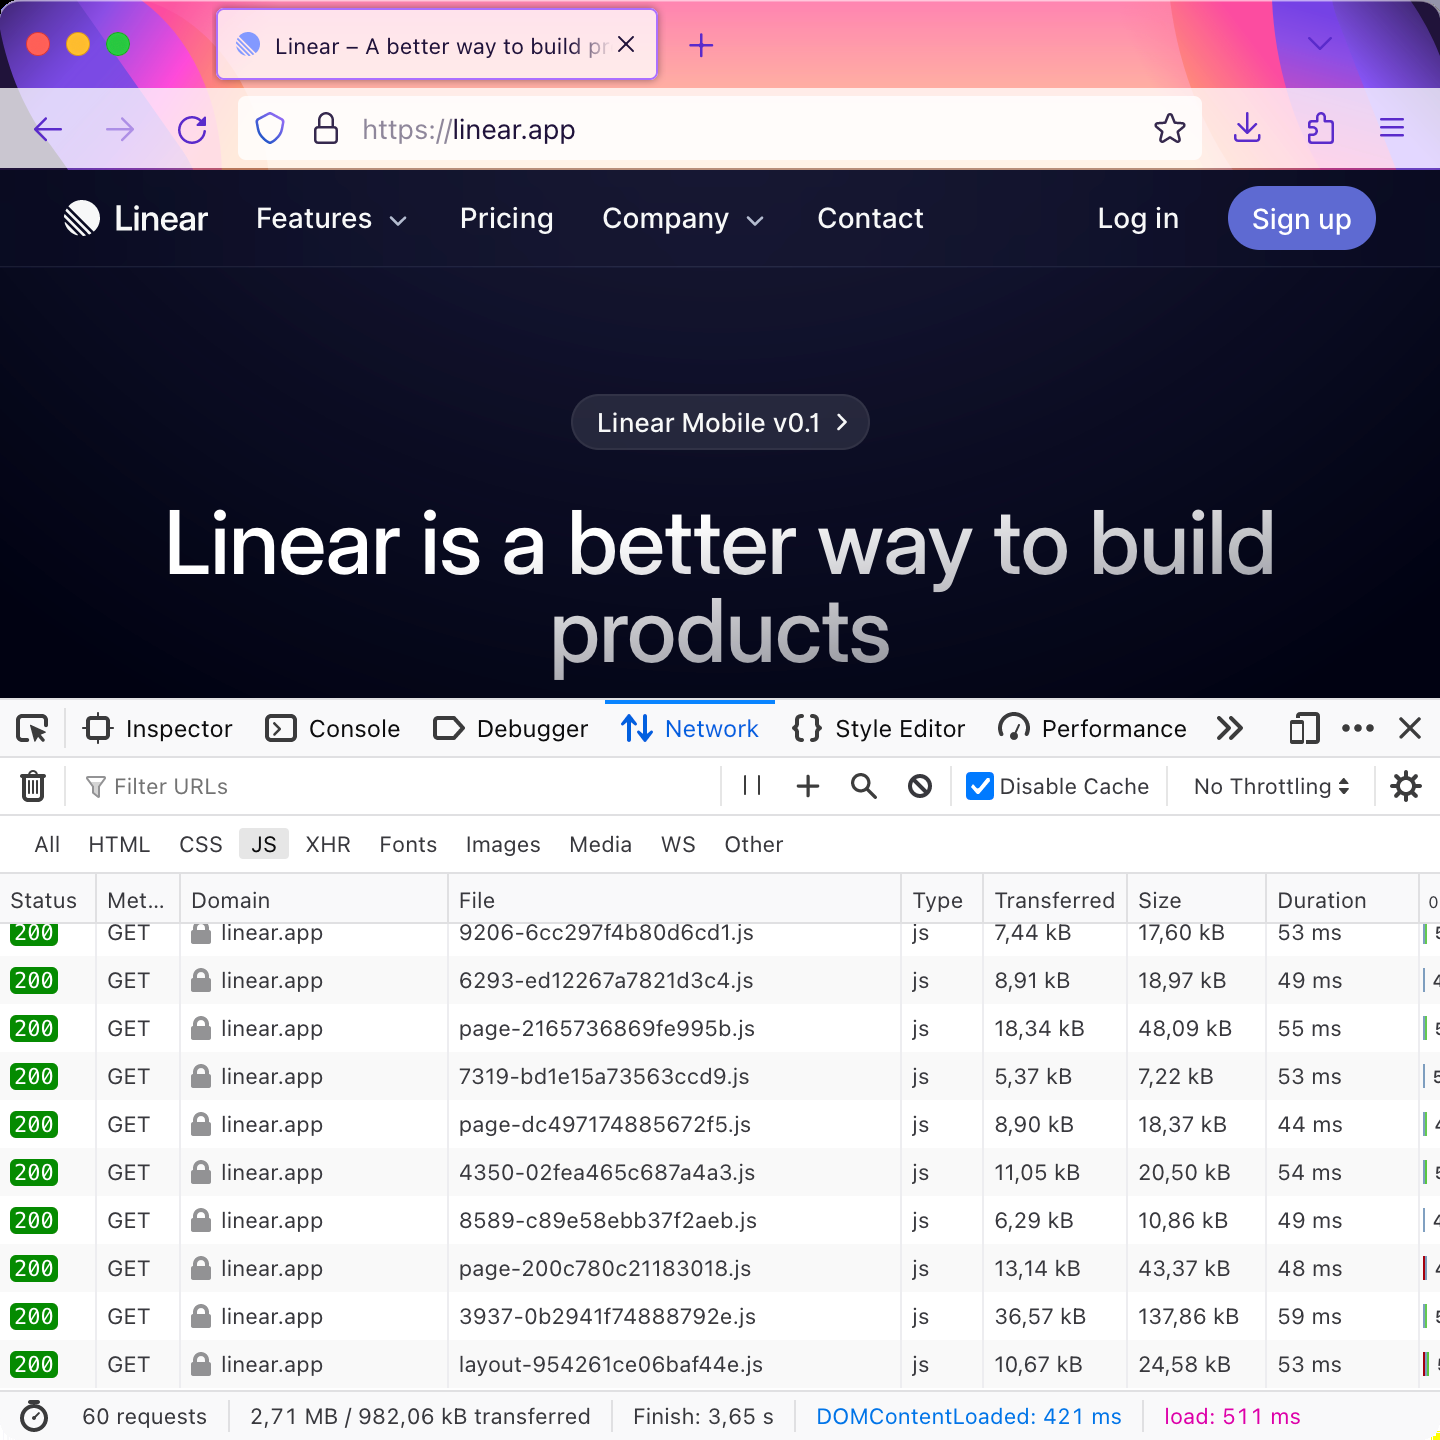 Linear – A better way to build pr
https://linear.app
Linear Features Pricing Company Contact Log in Sign up
Linear Mobile v0.1
Linear is a better way to build
products
Inspector Console Debugger Network Style Editor Performance
Filter URLs Disable Cache No Throttling
All HTML CSS JS XHR Fonts Images Media WS Other
Status Met... Domain File Type Transferred Size Duration 0
200 GET linear.app 9206-6cc297f4b80d6cd1.js js 7,44 kB 17,60 kB 53 ms
200 GET linear.app 6293-ed12267a7821d3c4.js js 8,91 kB 18,97 kB 49 ms
200 GET linear.app page-2165736869fe995b.js js 18,34 kB 48,09 kB 55 ms
200 GET linear.app 7319-bd1e15a73563ccd9.js js 5,37 kB 7,22 kB 53 ms
200 GET linear.app page-dc497174885672f5.js js 8,90 kB 18,37 kB 44 ms
200 GET linear.app 4350-02fea465c687a4a3.js js 11,05 kB 20,50 kB 54 ms
200 GET linear.app 8589-c89e58ebb37f2aeb.js js 6,29 kB 10,86 kB 49 ms
200 GET linear.app page-200c780c21183018.js js 13,14 kB 43,37 kB 48 ms
200 GET linear.app 3937-0b2941f74888792e.js js 36,57 kB 137,86 kB 59 ms
200 GET linear.app layout-954261ce06baf44e.js js 10,67 kB 24,58 kB 53 ms
60 requests 2,71 MB / 982,06 kB transferred Finish: 3,65 s DOMContentLoaded: 421 ms load: 511 ms